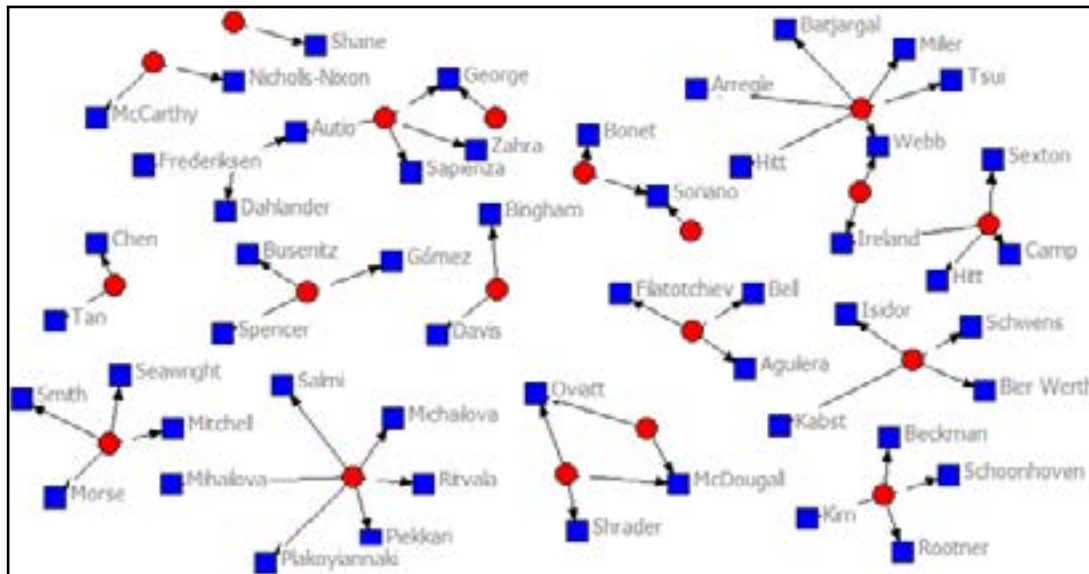 Batjargal
Shane
Miler
George
Nicholls-Nixon
Tsui
Arregle
McCarthy
Autio
Bonet
Webb
Zahra
Sexton
Frederiksen
Hitt
Sapienza
Soriano
Dahlander
Bingham
Chen
Ireland
Busenitz
Gómez
Camp
Hitt
Filatotchiev
Bell
Isidor
Tan
Spencer
Davis
Schwens
Aguilera
Seawright
Salmi
Oviatt
Bier Werth
Smith
Michailova
Kabst
Mitchell
Beckman
Mihailova
Ritvala
McDougall
Schoonhoven
Morse
Kim
Shrader
Piekkari
Rootner
Plakoyiannaki